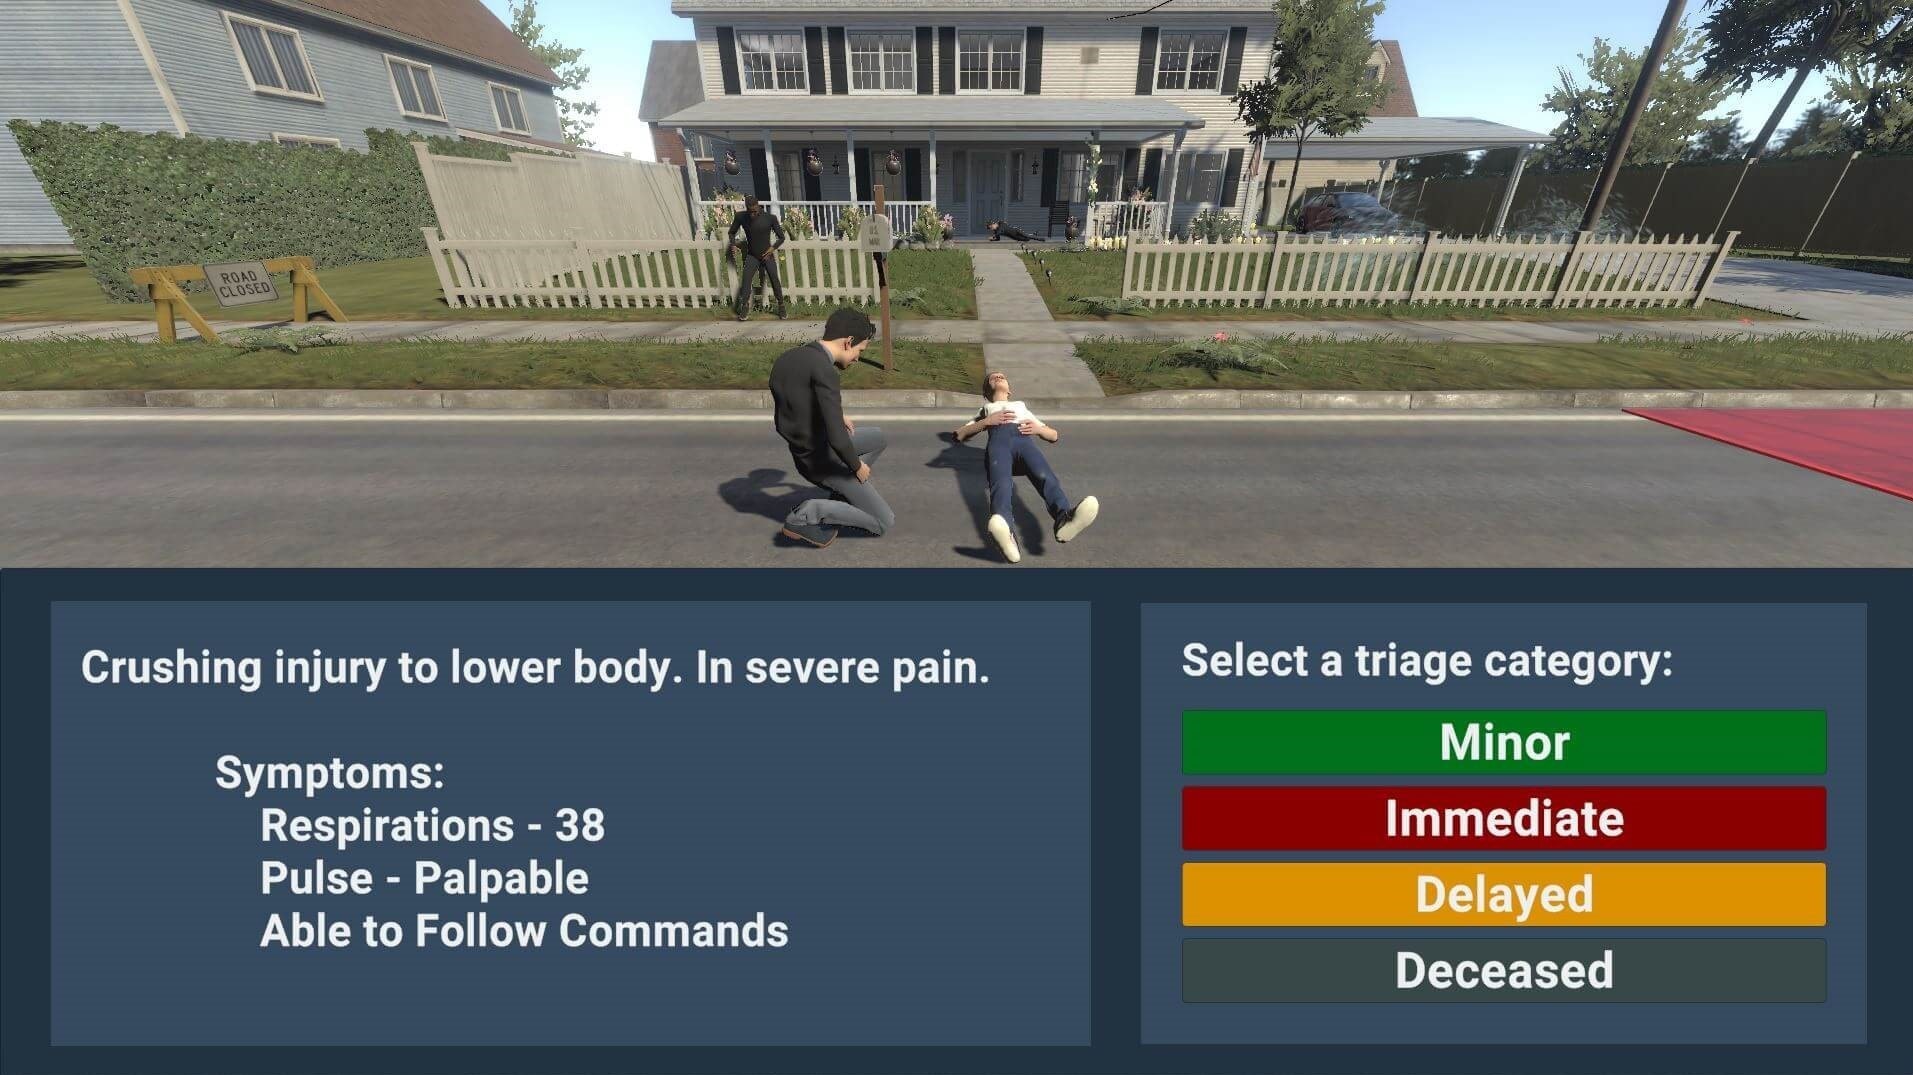 ROAD
CLOSED
U.S.
MAIL
Crushing injury to lower body. In severe pain.
Symptoms:
Respirations - 38
Pulse - Palpable
Able to Follow Commands
Select a triage category:
Minor
Immediate
Delayed
Deceased